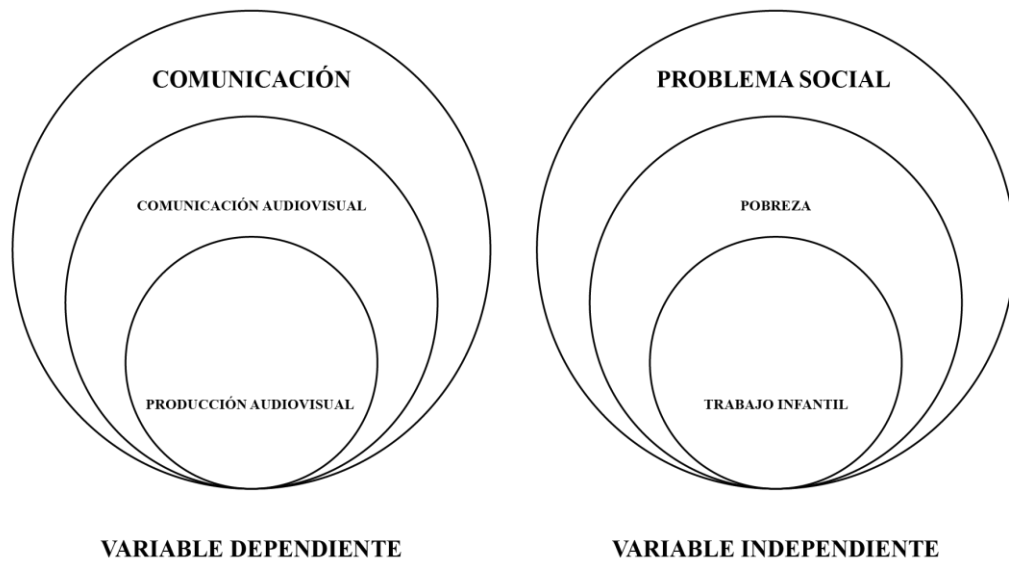 COMUNICACIÓN
COMUNICACIÓN AUDIOVISUAL
PRODUCCIÓN AUDIOVISUAL
VARIABLE DEPENDIENTE
PROBLEMA SOCIAL
POBREZA
TRABAJO INFANTIL
VARIABLE INDEPENDIENTE